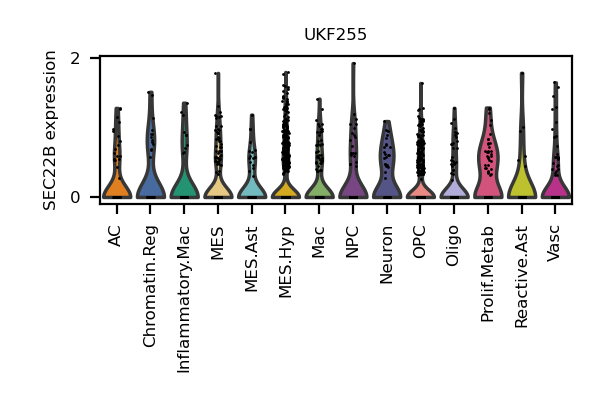 UKF255
SEC22B expression
2
0
AC
Chromatin.Reg
Inflammatory.Mac
MES
MES.Ast
MES.Hyp
Mac
NPC
Neuron
OPC
Oligo
Prolif.Metab
Reactive.Ast
Vasc